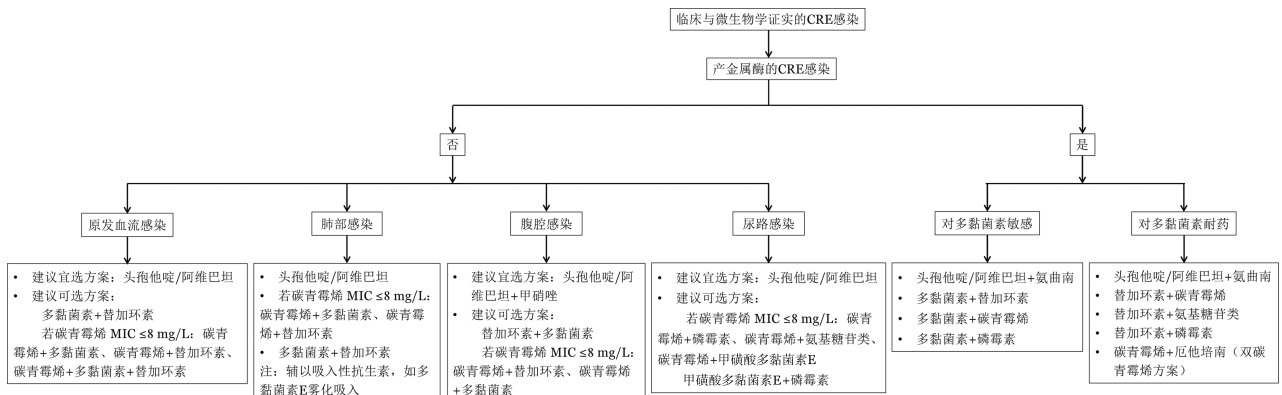 临床与微生物学证实的CRE感染
产金属酶的CRE感染
否
是
原发血流感染
肺部感染
腹腔感染
尿路感染
对多黏菌素敏感
对多黏菌素耐药
• 建议宜选方案：头孢他啶/阿维巴坦
• 建议可选方案：
多黏菌素+替加环素
若碳青霉烯 MIC ≤8 mg/L：碳青
霉烯+多黏菌素、碳青霉烯+替加环素、
碳青霉烯+多黏菌素+替加环素
• 头孢他啶/阿维巴坦
• 若碳青霉烯 MIC ≤8 mg/L：
碳青霉烯+多黏菌素、碳青霉
烯+替加环素
• 多黏菌素+替加环素
注：辅以吸入性抗生素，如多
黏菌素E雾化吸入
• 建议宜选方案：头孢他啶/阿
维巴坦+甲硝唑
• 建议可选方案：
替加环素+多黏菌素
若碳青霉烯 MIC ≤8 mg/L：
碳青霉烯+替加环素、碳青霉烯
+多黏菌素
• 建议宜选方案：头孢他啶/阿维巴坦
• 建议可选方案：
若碳青霉烯 MIC ≤8 mg/L：碳青
霉烯+磷霉素、碳青霉烯+氨基糖苷类、
碳青霉烯+甲磺酸多黏菌素E
甲磺酸多黏菌素E+磷霉素
• 头孢他啶/阿维巴坦+氨曲南
• 多黏菌素+替加环素
• 多黏菌素+碳青霉烯
• 多黏菌素+磷霉素
• 头孢他啶/阿维巴坦+氨曲南
• 替加环素+碳青霉烯
• 替加环素+氨基糖苷类
• 替加环素+磷霉素
• 碳青霉烯+厄他培南（双碳
青霉烯方案）